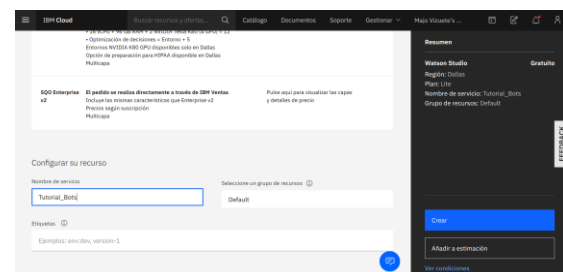 IBM Cloud
Buscar recursos y ofertas...
Catálogo
Documentos
Soporte
Gestionar
Majo Vizuete's ...
• Optimización de decisiones + Entorno + 5
Entornos NVIDIA K80 GPU disponibles solo en Dallas
Opción de preparación para HIPAA disponible en Dallas
Multicapa
SQO Enterprise v2
El pedido se realiza directamente a través de IBM Ventas
Incluye las mismas características que Enterprise v2
Precios según suscripción
Multicapa
Pulse aquí para visualizar las capas
y detalles de precio
Configurar su recurso
Nombre de servicio
Tutorial_Bots
Seleccione un grupo de recursos
Default
Etiquetas
Ejemplos: env:dev, version-1
Resumen
Watson Studio
Gratuito
Región: Dallas
Plan: Lite
Nombre de servicio: Tutorial_Bots
Grupo de recursos: Default
FEEDBACK
Crear
Añadir a estimación
Ver condiciones